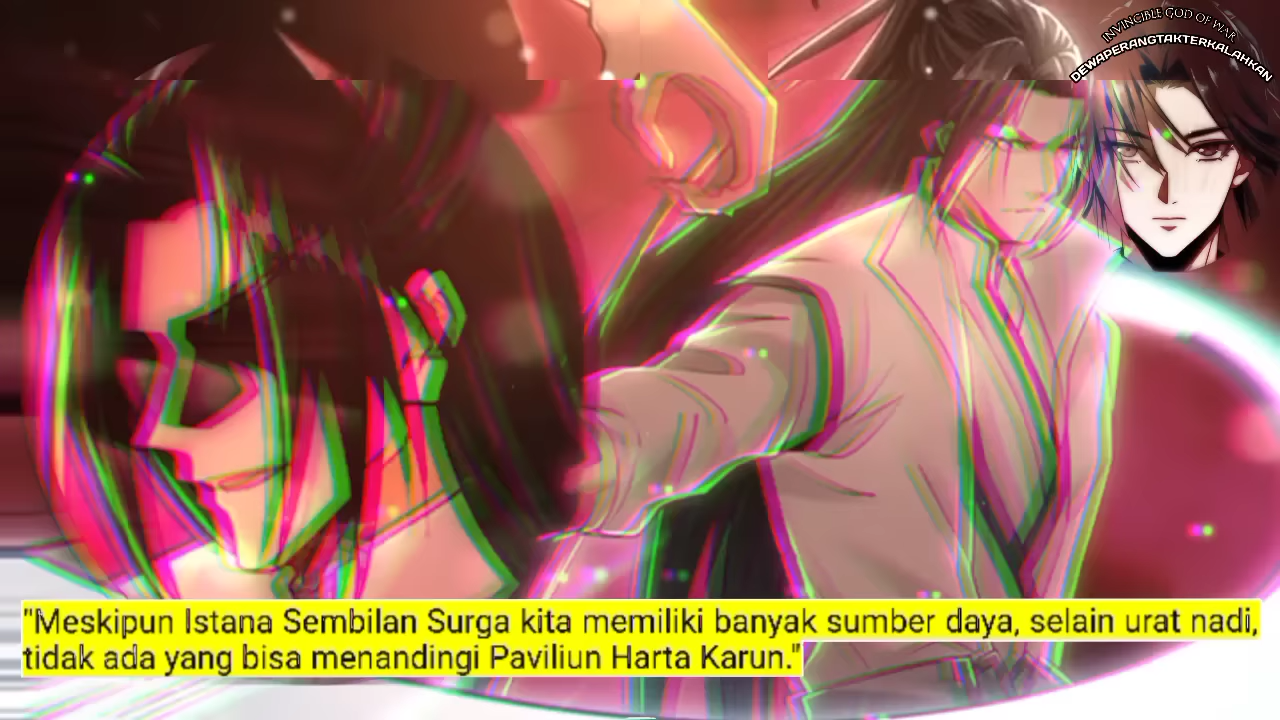 INVINCIBLE GOD OF WAR
DEWAPERANGTAKTERKALAHKAN
"Meskipun Istana Sembilan Surga kita memiliki banyak sumber daya, selain urat nadi,
tidak ada yang bisa menandingi Paviliun Harta Karun."